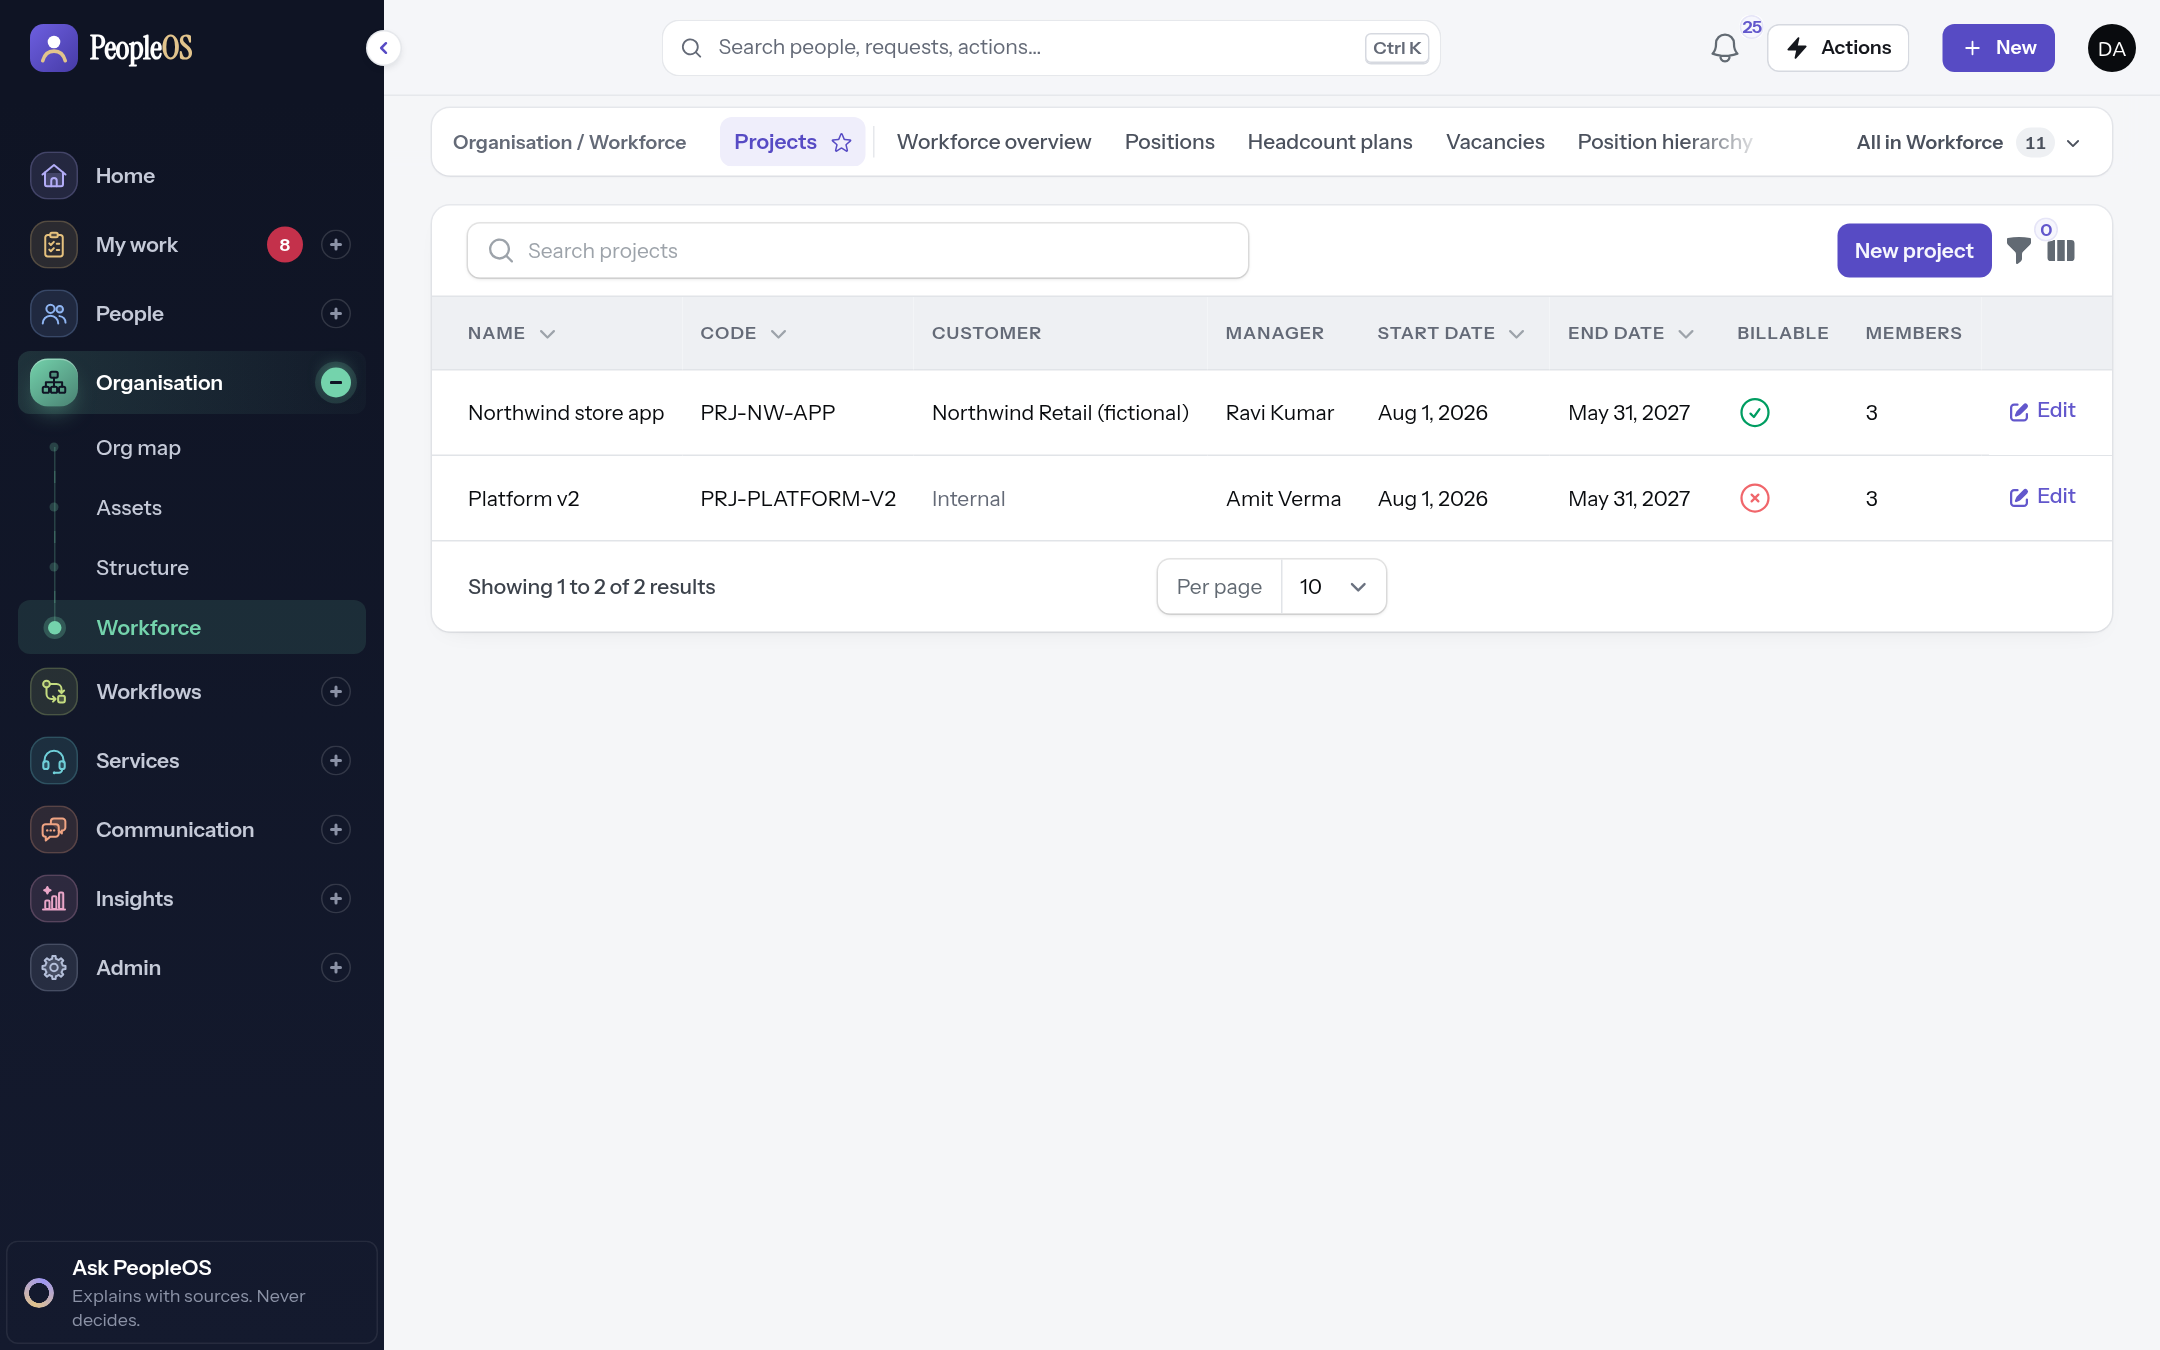 PeopleOS
Search people, requests, actions...
Ctrl K
25
Actions
New
DA
Home
My work
8
People
Organisation
Org map
Assets
Structure
Workforce
Workflows
Services
Communication
Insights
Admin
Ask PeopleOS
Explains with sources. Never
decides.
Organisation / Workforce
Projects
Workforce overview
Positions
Headcount plans
Vacancies
Position hierarchy
All in Workforce
11
Search projects
New project
0
NAME CODE CUSTOMER MANAGER START DATE END DATE BILLABLE MEMBERS
Northwind store app PRJ-NW-APP Northwind Retail (fictional) Ravi Kumar Aug 1, 2026 May 31, 2027 3 Edit
Platform v2 PRJ-PLATFORM-V2 Internal Amit Verma Aug 1, 2026 May 31, 2027 3 Edit
Showing 1 to 2 of 2 results
Per page 10